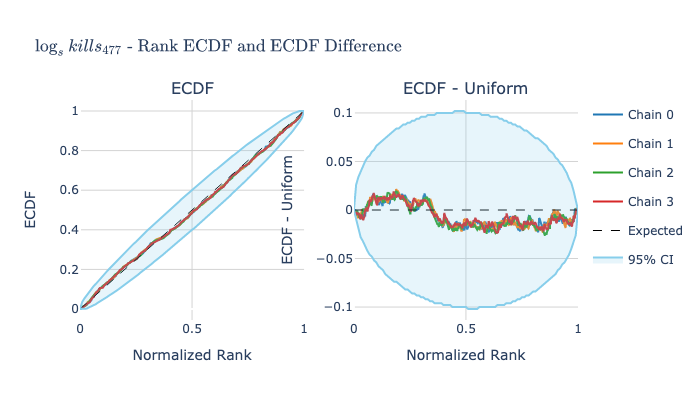 log_s kills_477 - Rank ECDF and ECDF Difference
ECDF
ECDF
1
0.8
0.6
0.4
0.2
0
0
0.5
1
Normalized Rank
ECDF - Uniform
ECDF - Uniform
0.1
0.05
0
−0.05
−0.1
0
0.5
1
Normalized Rank
Chain 0
Chain 1
Chain 2
Chain 3
Expected
95% CI